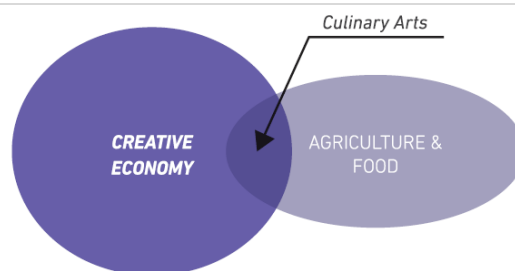 Culinary Arts
CREATIVE
ECONOMY
AGRICULTURE &
FOOD